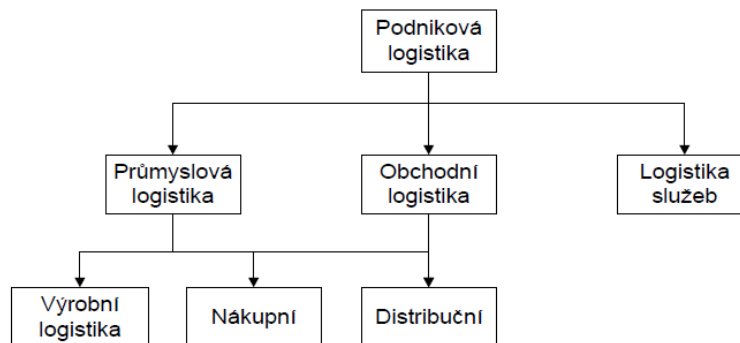 Podniková
logistika
Průmyslová
logistika
Obchodní
logistika
Logistika
služeb
Výrobní
logistika
Nákupní
Distribuční